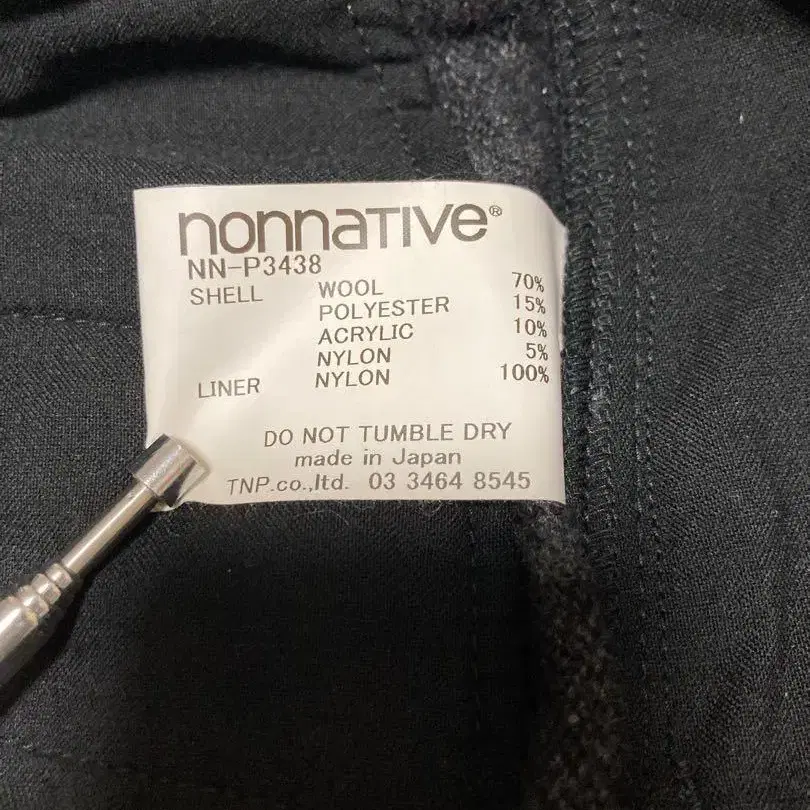 nonnative®
NN-P3438
SHELL WOOL 70%
POLYESTER 15%
ACRYLIC 10%
NYLON 5%
LINER NYLON 100%
DO NOT TUMBLE DRY
made in Japan
TNP.co.,ltd. 03 3464 8545